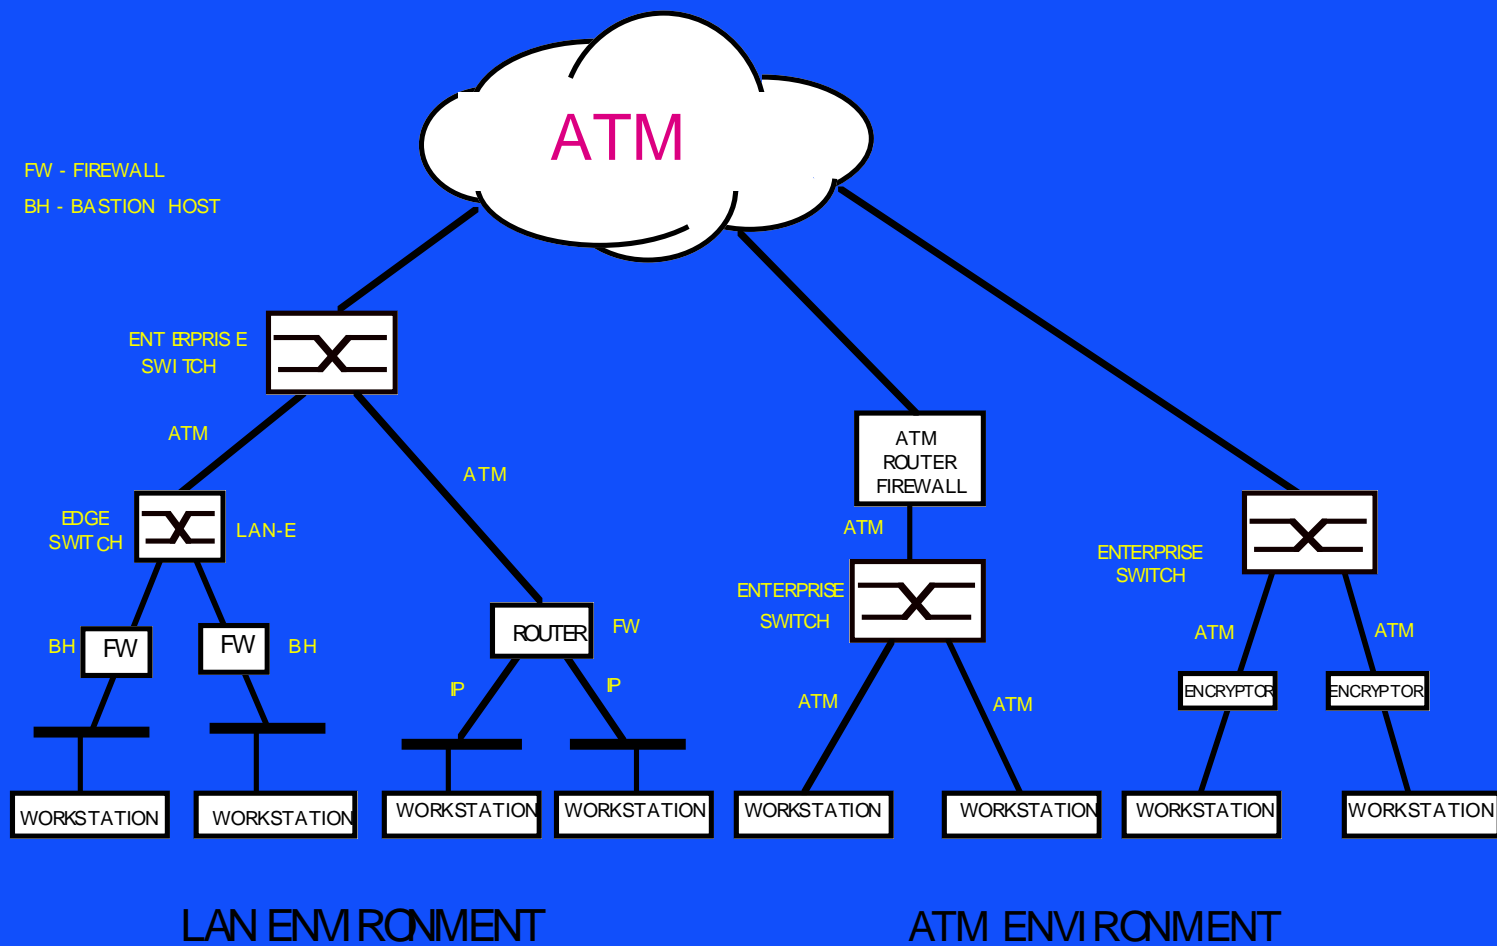 ATM
FW - FIREWALL
BH - BASTION HOST
ENTERPRISE
SWITCH
ATM
ATM
ATM
ROUTER
FIREWALL
EDGE
SWITCH
LAN-E
ATM
ENTERPRISE
SWITCH
ENTERPRISE
SWITCH
BH
FW
FW
BH
ROUTER
FW
ATM
ATM
IP
IP
ATM
ATM
ENCRYPTOR
ENCRYPTOR
WORKSTATION
WORKSTATION
WORKSTATION
WORKSTATION
WORKSTATION
WORKSTATION
WORKSTATION
WORKSTATION
LAN ENVIRONMENT
ATM ENVIRONMENT